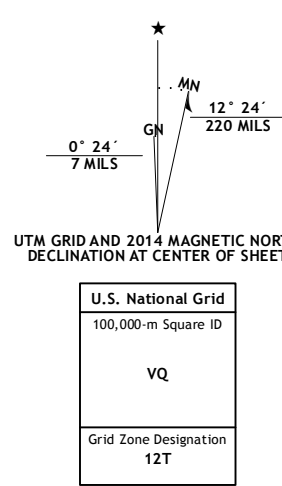 MN
GN
12° 24´
220 MILS
0° 24´
7 MILS
UTM GRID AND 2014 MAGNETIC NORT
DECLINATION AT CENTER OF SHEET
U.S. National Grid
100,000-m Square ID
VQ
Grid Zone Designation
12T